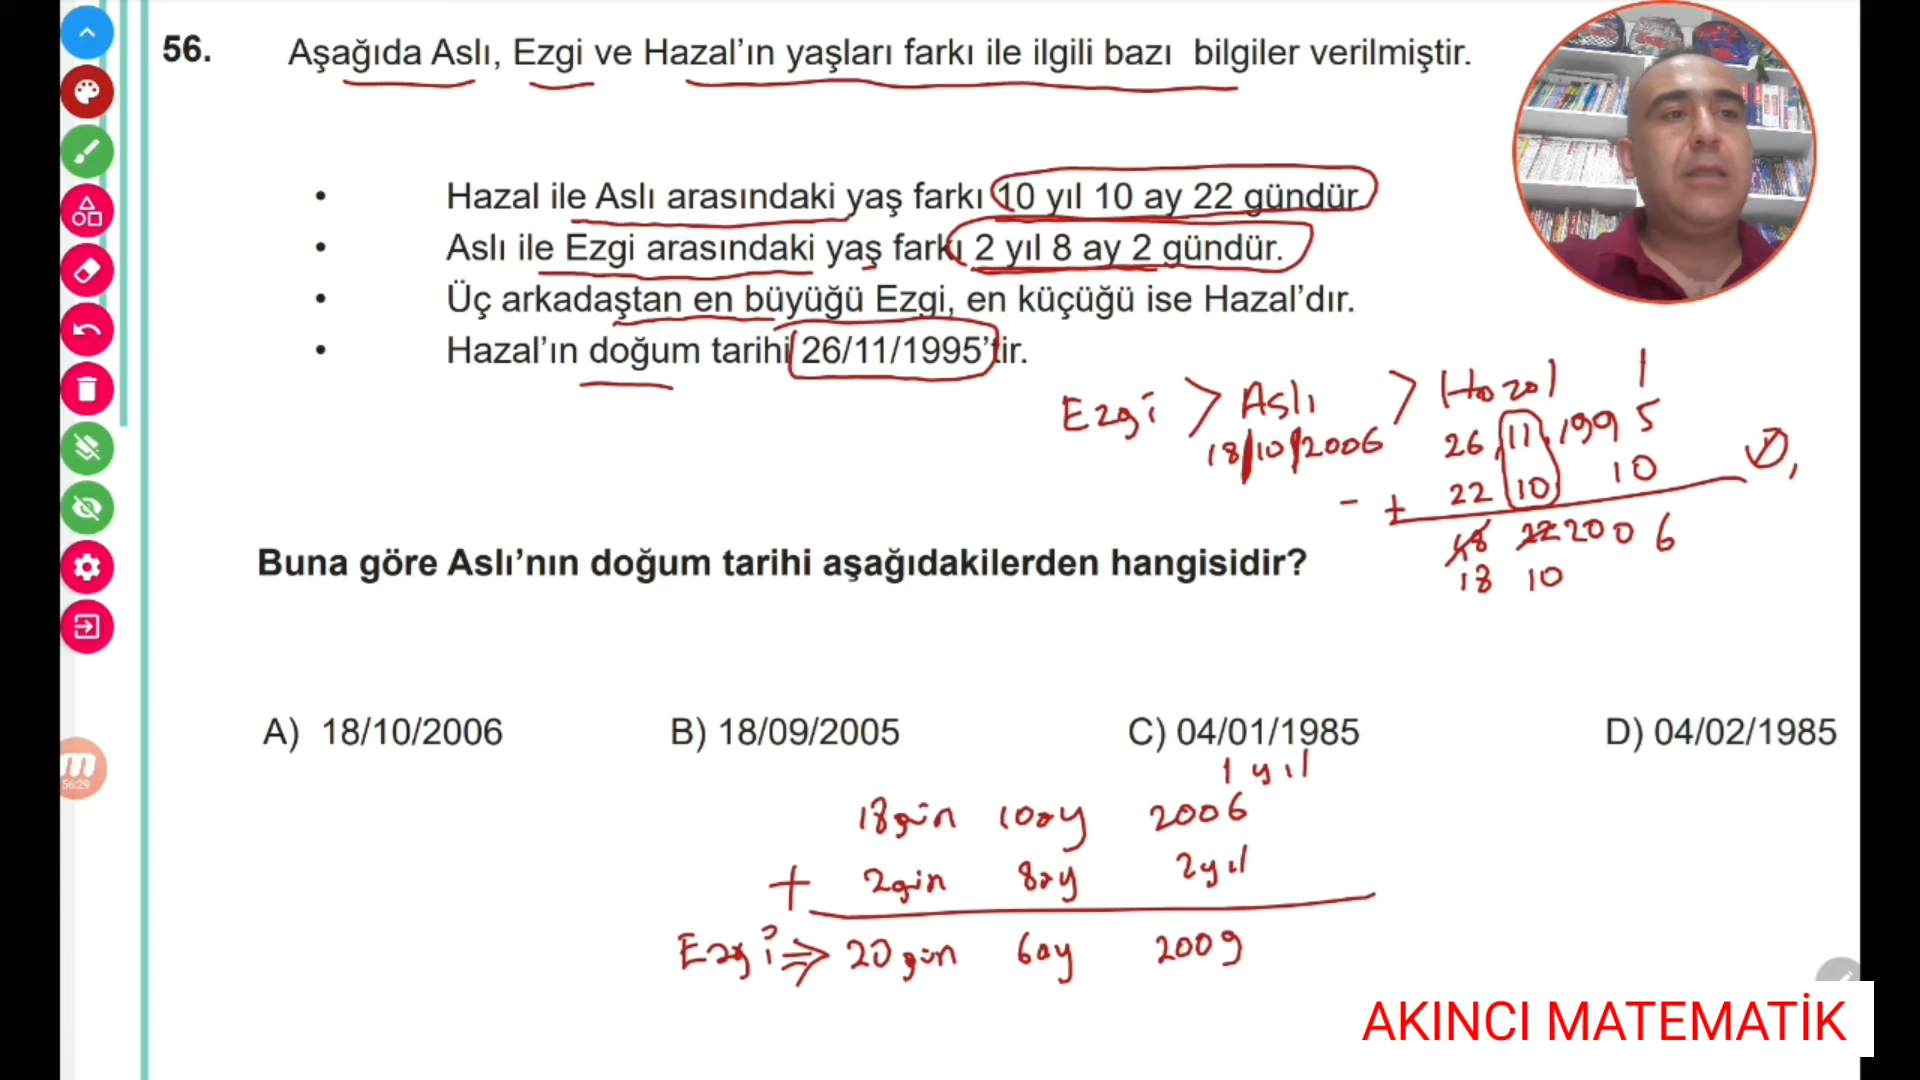 56. Aşağıda Aslı, Ezgi ve Hazal’ın yaşları farkı ile ilgili bazı bilgiler verilmiştir.
• Hazal ile Aslı arasındaki yaş farkı 10 yıl 10 ay 22 gündür.
• Aslı ile Ezgi arasındaki yaş farkı 2 yıl 8 ay 2 gündür.
• Üç arkadaştan en büyüğü Ezgi, en küçüğü ise Hazal’dır.
• Hazal’ın doğum tarihi 26/11/1995’tir.
Ezgi > Aslı > Hazal 1
18/10/2006 26 11 1995
- + 22 10 10
48 22 2006
18 10
Buna göre Aslı’nın doğum tarihi aşağıdakilerden hangisidir?
A) 18/10/2006 B) 18/09/2005 C) 04/01/1985 D) 04/02/1985
1 yıl
18 gün 10 ay 2006
+ 2 gün 8 ay 2 yıl
Ezgi ⇒ 20 gün 6 ay 2009
m
56:29
AKINCI MATEMATİK